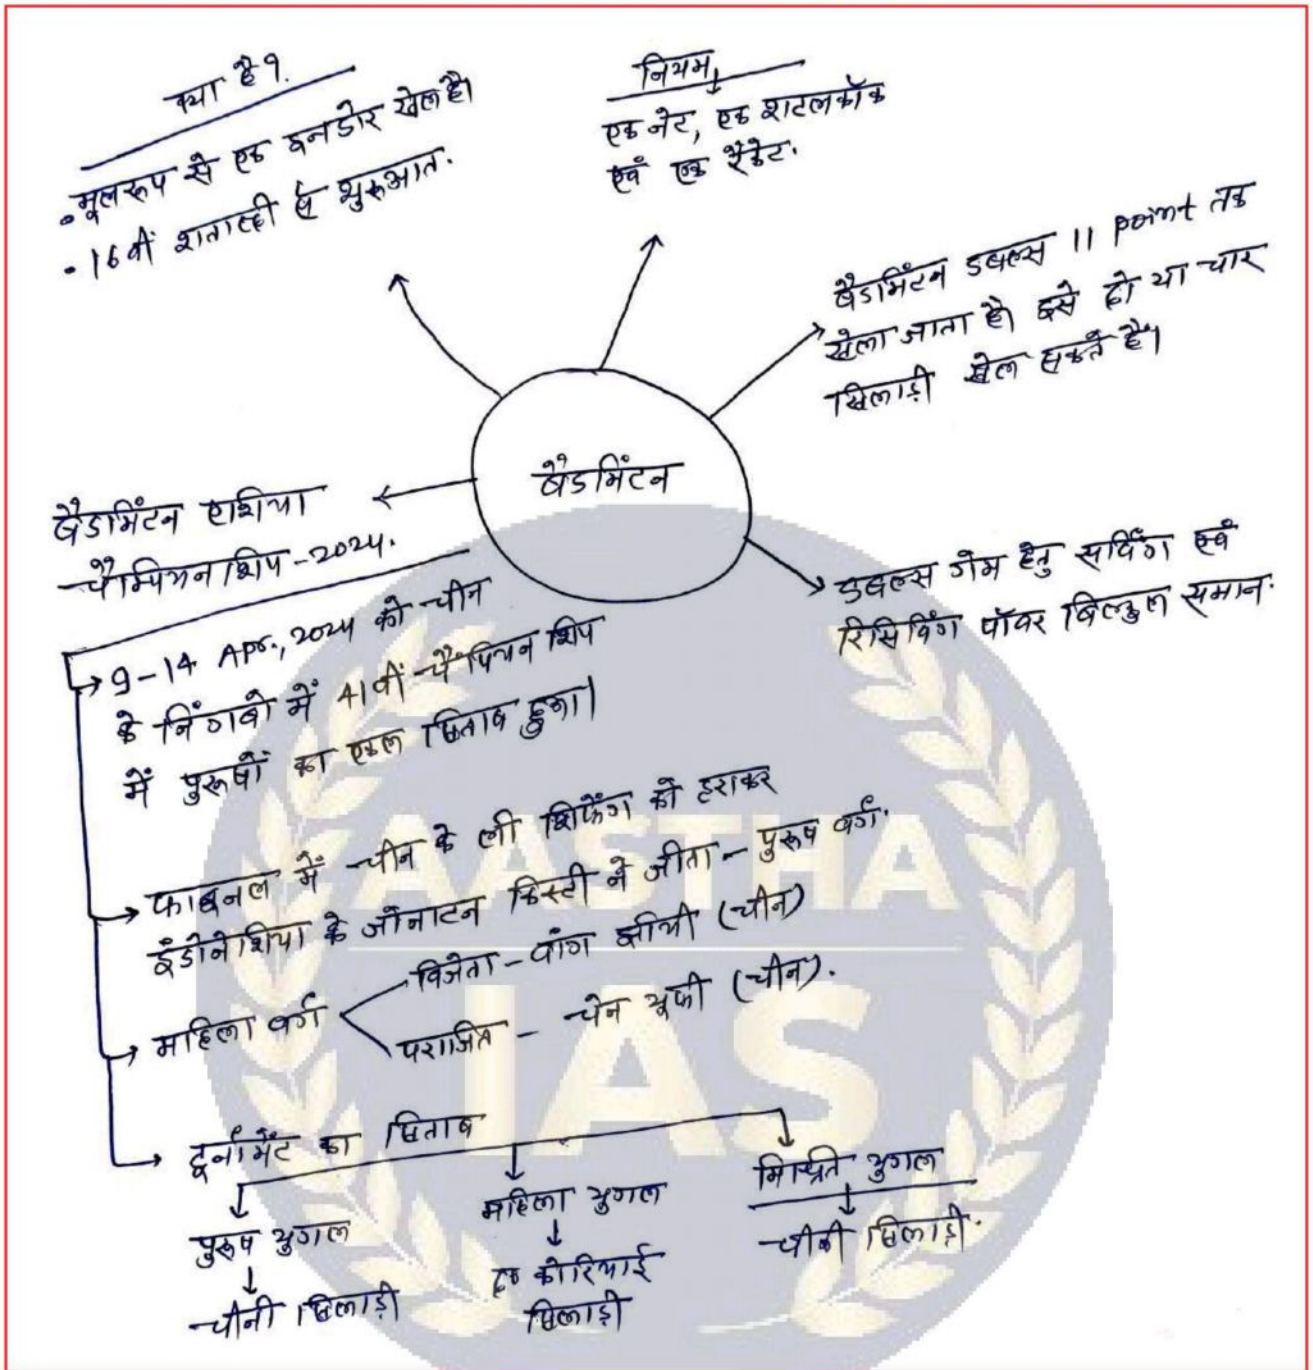 क्या है?
• मूलरूप से एक इनडोर खेल है।
• 16वीं शताब्दी से शुरुआत.
नियम
एक नेट, एक शटलकॉक
एवं एक रैकेट.
बैडमिंटन डबल्स 11 point तक
खेला जाता है। इसे दो या चार
खिलाड़ी खेल सकते है।
बैडमिंटन
डबल्स गेम हेतु सर्विंग एवं
रिसिविंग पॉवर बिल्कुल समान.
बैडमिंटन एशिया
चैम्पियनशिप - 2024.
9-14 Apr., 2024 को चीन
के निंगबो में 41वीं चैंपियनशिप
में पुरूषों का एकल खिताब हुआ।
फाइनल में चीन के ली शिफेंग को हराकर
इंडोनेशिया के जोनाटन क्रिस्टी ने जीता - पुरूष वर्ग.
महिला वर्ग
विजेता - वांग झीयी (चीन)
पराजित - चेन यूफी (चीन).
टूर्नामेंट का खिताब
पुरूष युगल
चीनी खिलाड़ी
महिला युगल
द० कोरियाई
खिलाड़ी
मिश्रित युगल
चीनी खिलाड़ी.
AASTHA
IAS